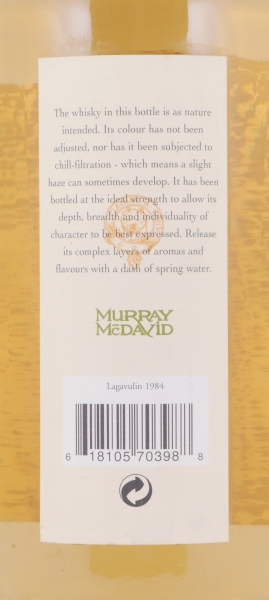 The whisky in this bottle is as nature
intended. Its colour has not been
adjusted, nor has it been subjected to
chill-filtration - which means a slight
haze can sometimes develop. It has been
bottled at the ideal strength to allow its
depth, breadth and individuality of
character to be best expressed. Release
its complex layers of aromas and
flavours with a dash of spring water.
MURRAY
McDAVID
Lagavulin 1984
6 18105 70398 8